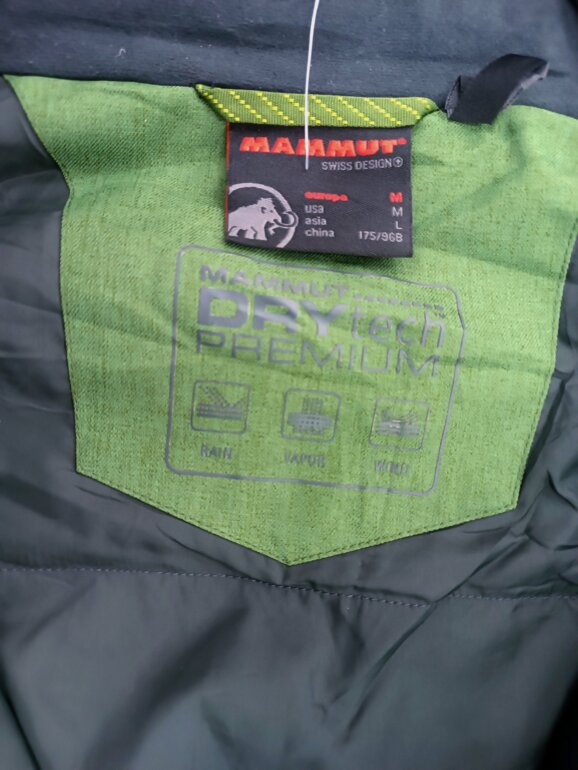 MAMMUT
SWISS DESIGN
europa M
usa M
asia L
china 175/96B
MAMMUT
DRYtech
PREMIUM
RAIN VAPOR WIND